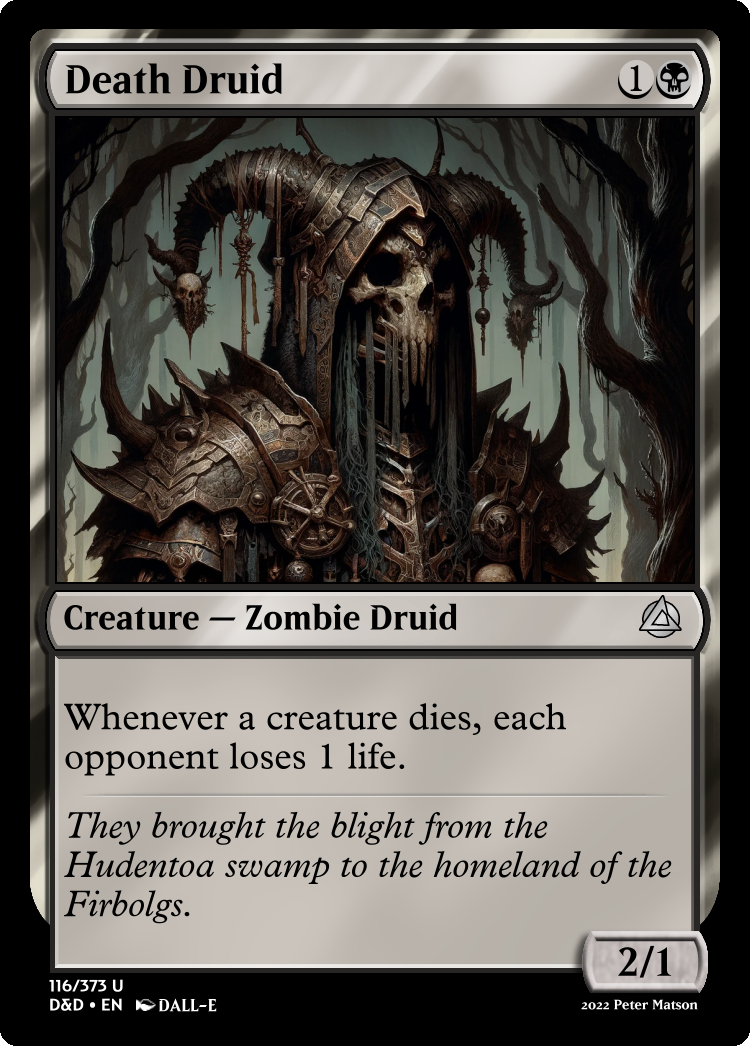 Death Druid 1
Creature — Zombie Druid
Whenever a creature dies, each
opponent loses 1 life.
They brought the blight from the
Hudentoa swamp to the homeland of the
Firbolgs.
2/1
116/373 U
D&D • EN DALL-E
2022 Peter Matson